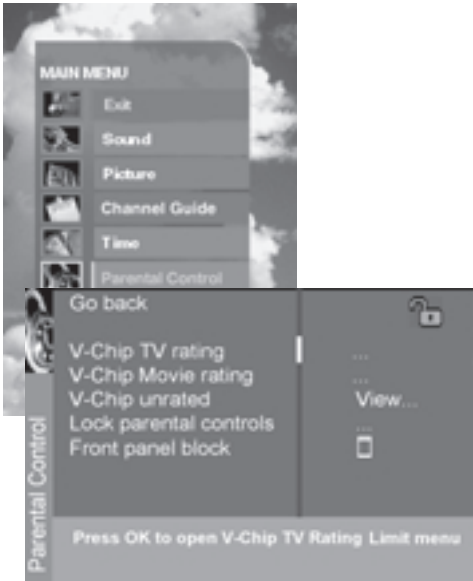 MAIN MENU
Exit
Sound
Picture
Channel Guide
Time
Parental Control
Go back
V-Chip TV rating ...
V-Chip Movie rating ...
V-Chip unrated View...
Lock parental controls ...
Front panel block
Parental Control
Press OK to open V-Chip TV Rating Limit menu